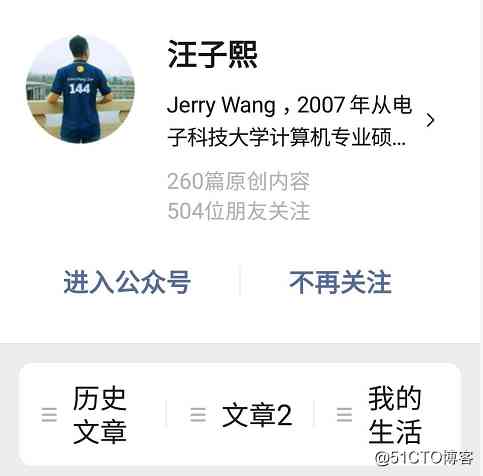 汪子熙
144
Jerry Wang，2007 年从电
子科技大学计算机专业硕...
260篇原创内容
504位朋友关注
进入公众号
不再关注
历史
文章
文章2
我的
生活
@51CTO博客